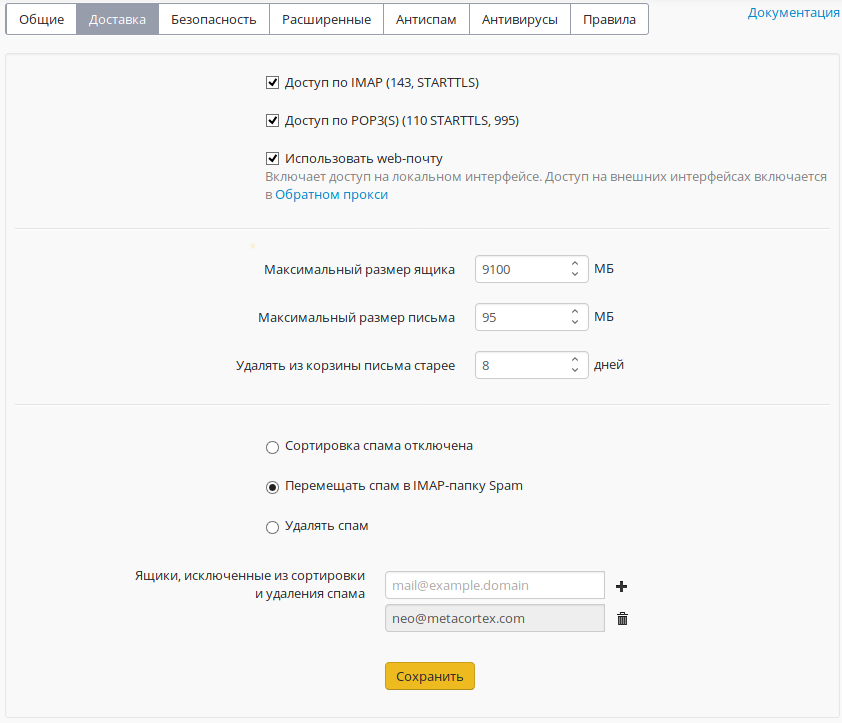 Общие Доставка Безопасность Расширенные Антиспам Антивирусы Правила Документация
Доступ по IMAP (143, STARTTLS)
Доступ по POP3(S) (110 STARTTLS, 995)
Использовать web-почту
Включает доступ на локальном интерфейсе. Доступ на внешних интерфейсах включается
в Обратном прокси
Максимальный размер ящика 9100 МБ
Максимальный размер письма 95 МБ
Удалять из корзины письма старее 8 дней
Сортировка спама отключена
Перемещать спам в IMAP-папку Spam
Удалять спам
Ящики, исключенные из сортировки
и удаления спама
mail@example.domain
neo@metacortex.com
Сохранить